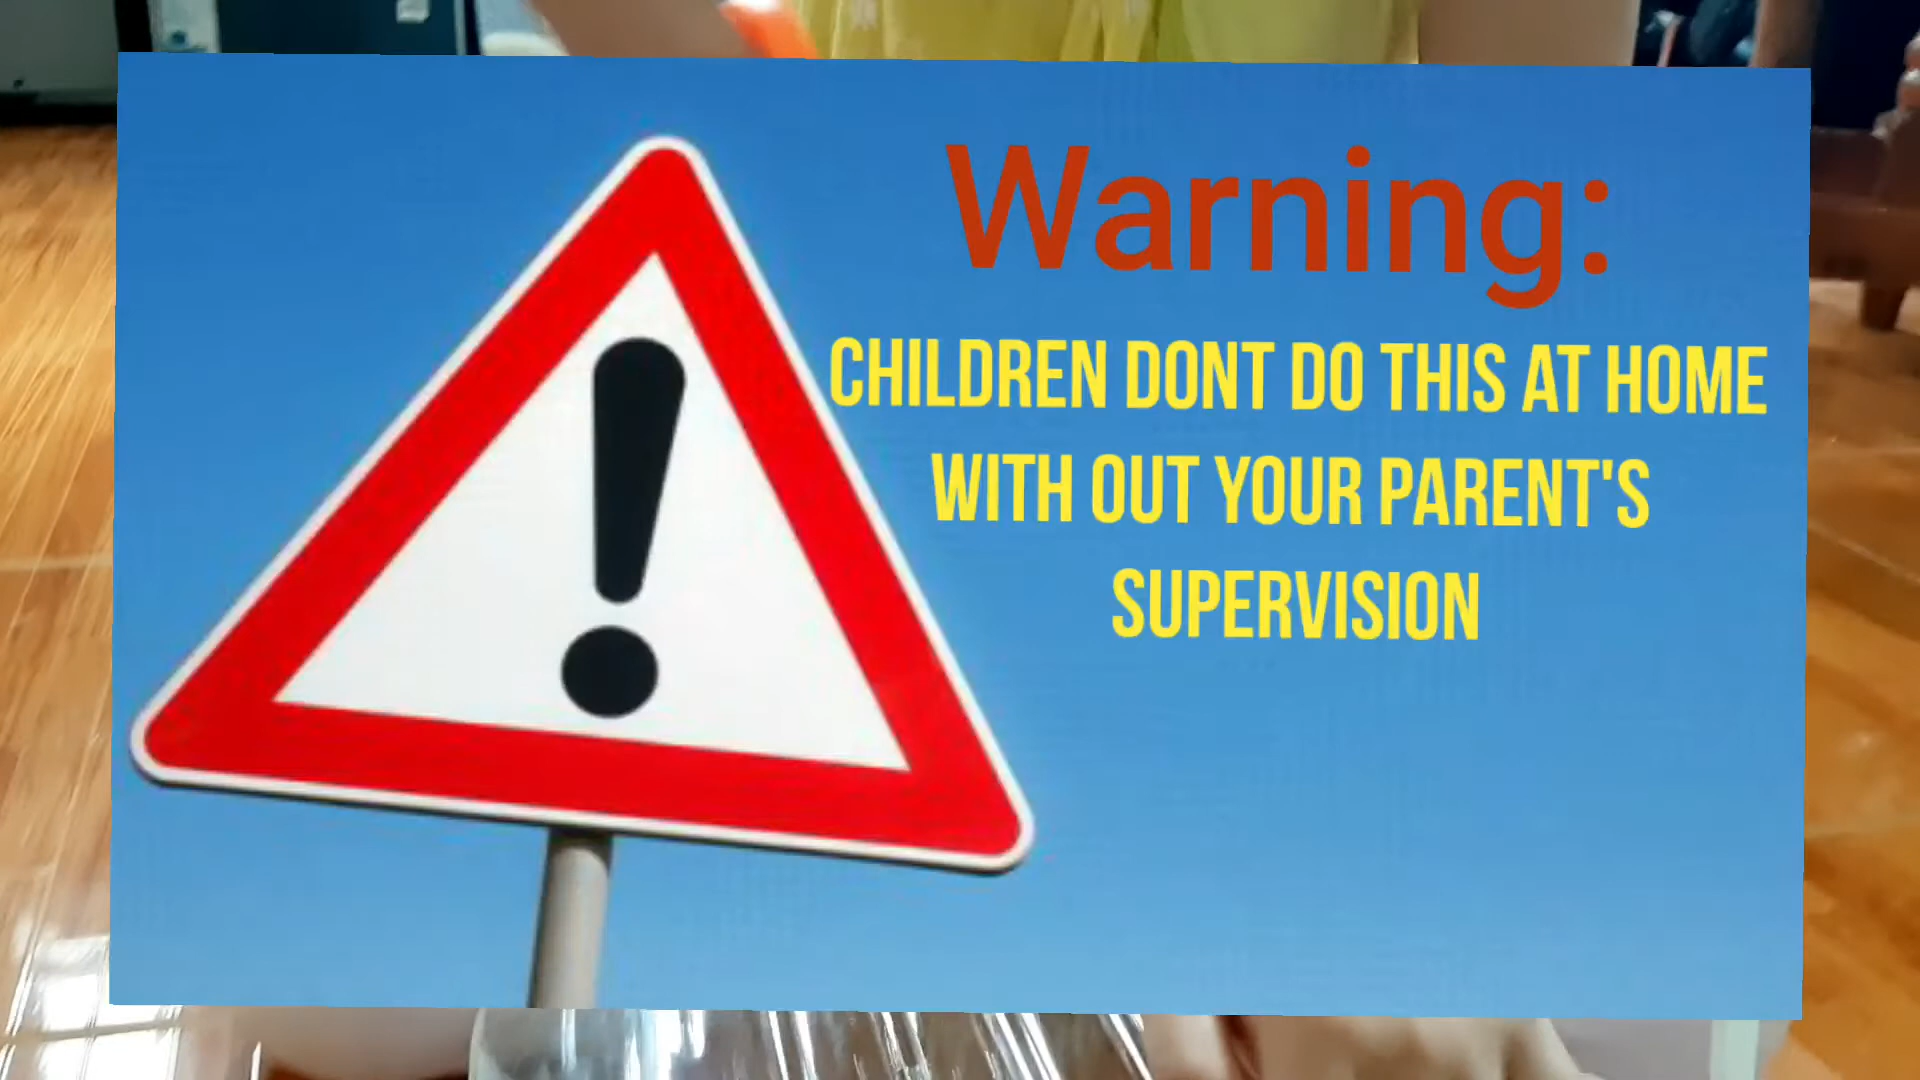 Warning:
CHILDREN DONT DO THIS AT HOME
WITH OUT YOUR PARENT'S
SUPERVISION